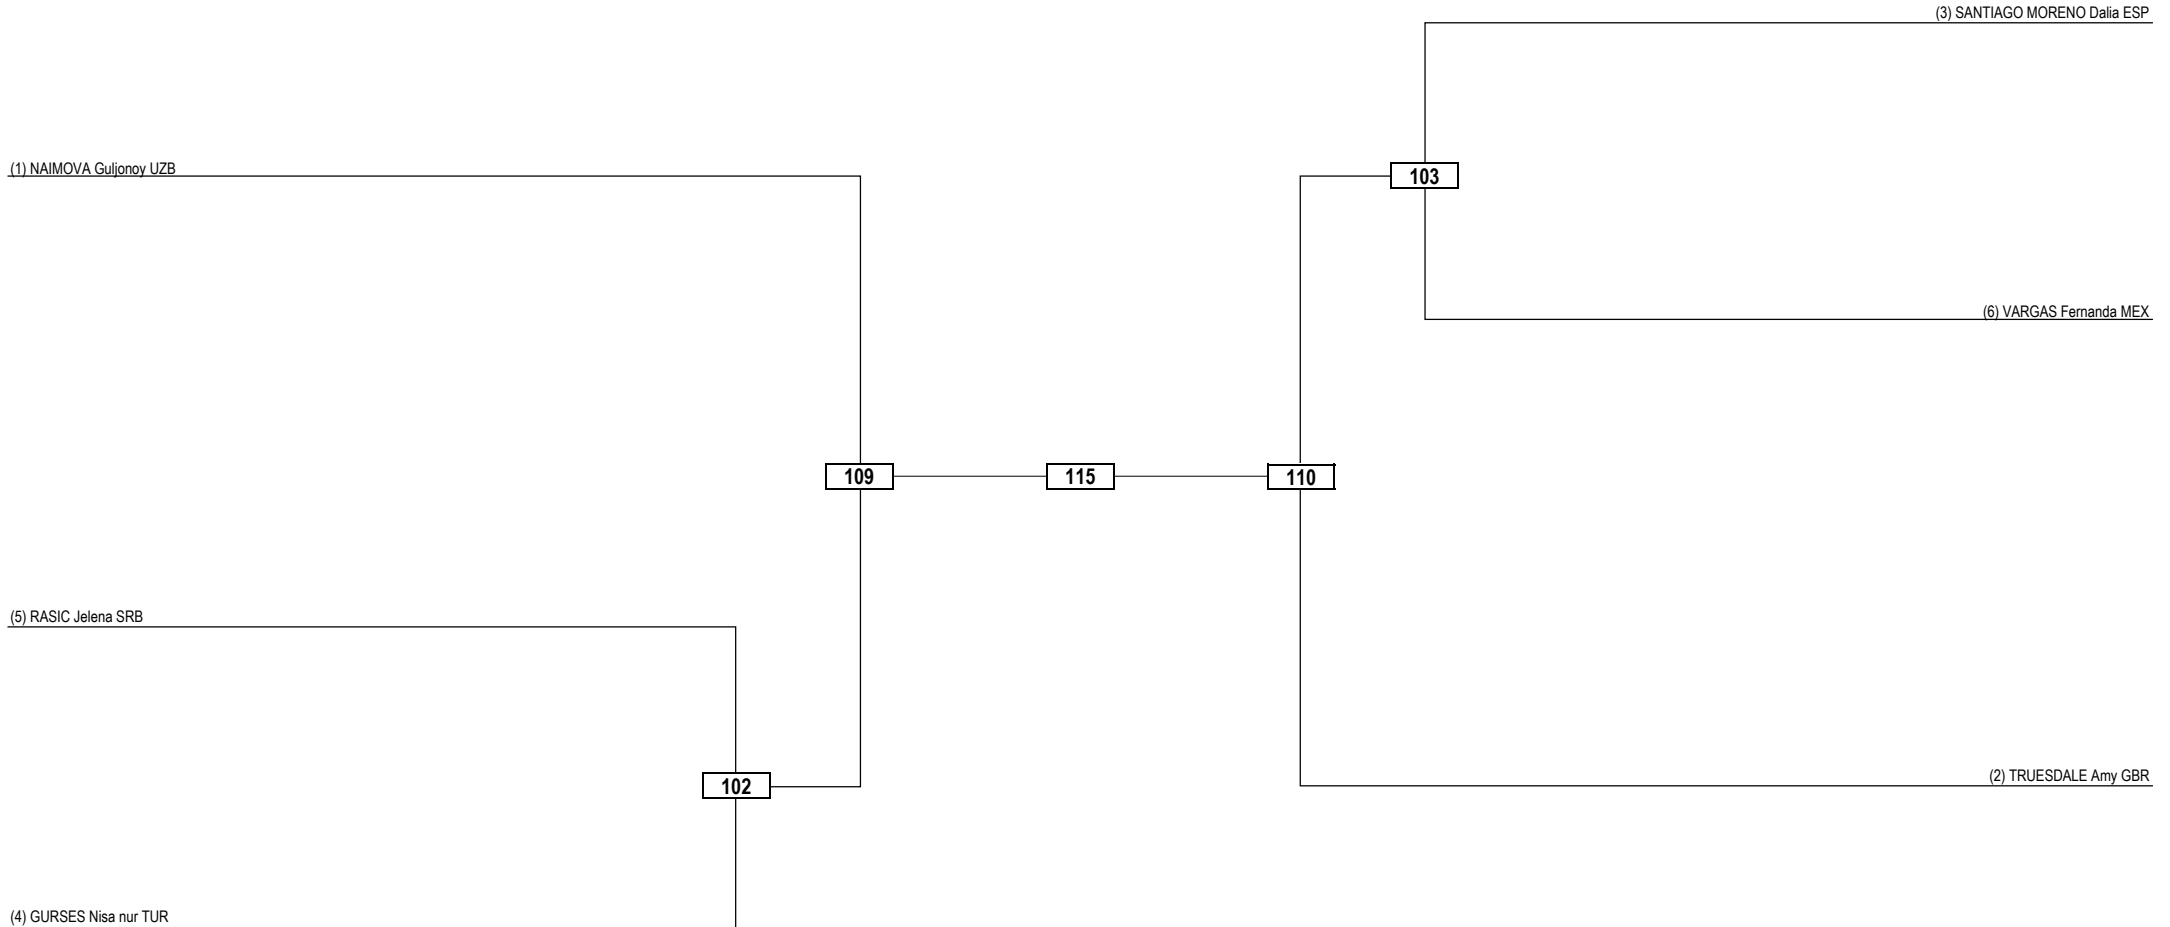 (3) SANTIAGO MORENO Dalia ESP
(1) NAIMOVA Guljonoy UZB
103
(6) VARGAS Fernanda MEX
109
115
110
(5) RASIC Jelena SRB
102
(2) TRUESDALE Amy GBR
(4) GURSES Nisa nur TUR